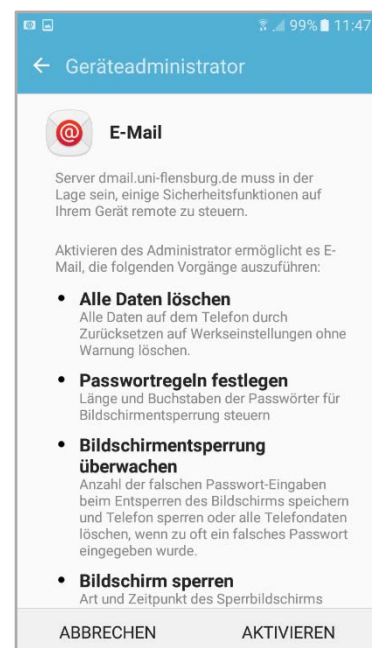 99% 11:47
Geräteadministrator
E-Mail
Server dmail.uni-flensburg.de muss in der
Lage sein, einige Sicherheitsfunktionen auf
Ihrem Gerät remote zu steuern.
Aktivieren des Administrator ermöglicht es E-
Mail, die folgenden Vorgänge auszuführen:
• Alle Daten löschen
Alle Daten auf dem Telefon durch
Zurücksetzen auf Werkseinstellungen ohne
Warnung löschen.
• Passwortregeln festlegen
Länge und Buchstaben der Passwörter für
Bildschirmentsperrung steuern
• Bildschirmentsperrung
überwachen
Anzahl der falschen Passwort-Eingaben
beim Entsperren des Bildschirms speichern
und Telefon sperren oder alle Telefondaten
löschen, wenn zu oft ein falsches Passwort
eingegeben wurde.
• Bildschirm sperren
Art und Zeitpunkt des Sperrbildschirms
ABBRECHEN AKTIVIEREN